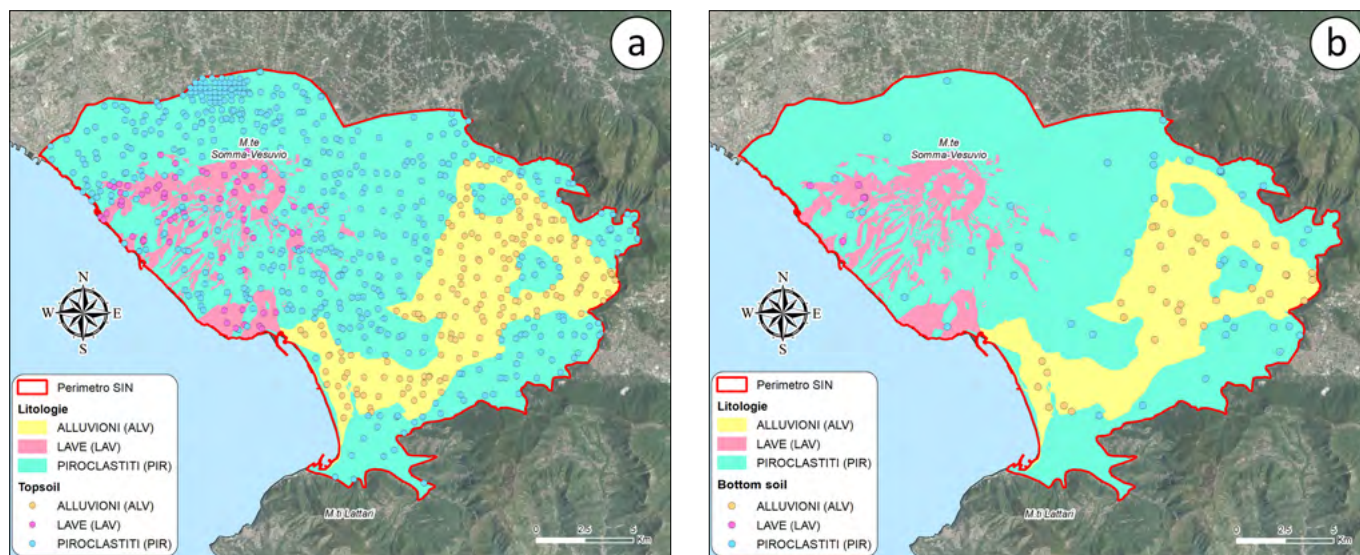 a
M.te
Somma-Vesuvio
N
W E
S
Perimetro SIN
Litologie
ALLUVIONI (ALV)
LAVE (LAV)
PIROCLASTITI (PIR)
Topsoil
ALLUVIONI (ALV)
LAVE (LAV)
PIROCLASTITI (PIR)
M.ti Lattari
0 2.5 5
Km
b
M.te
Somma-Vesuvio
N
W E
S
Perimetro SIN
Litologie
ALLUVIONI (ALV)
LAVE (LAV)
PIROCLASTITI (PIR)
Bottom soil
ALLUVIONI (ALV)
LAVE (LAV)
PIROCLASTITI (PIR)
M.ti Lattari
0 2.5 5
Km